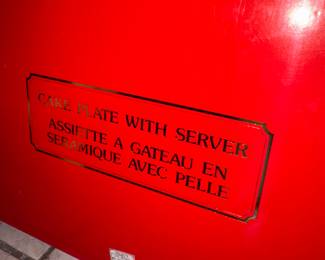 CAKE PLATE WITH SERVER
ASSIETTE A GATEAU EN
SERAMIQUE AVEC PELLE